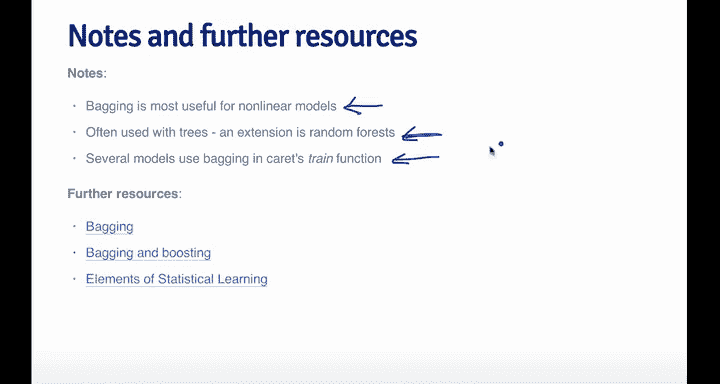 Notes and further resources
Notes:
· Bagging is most useful for nonlinear models
· Often used with trees - an extension is random forests
· Several models use bagging in caret's train function
Further resources:
· Bagging
· Bagging and boosting
· Elements of Statistical Learning